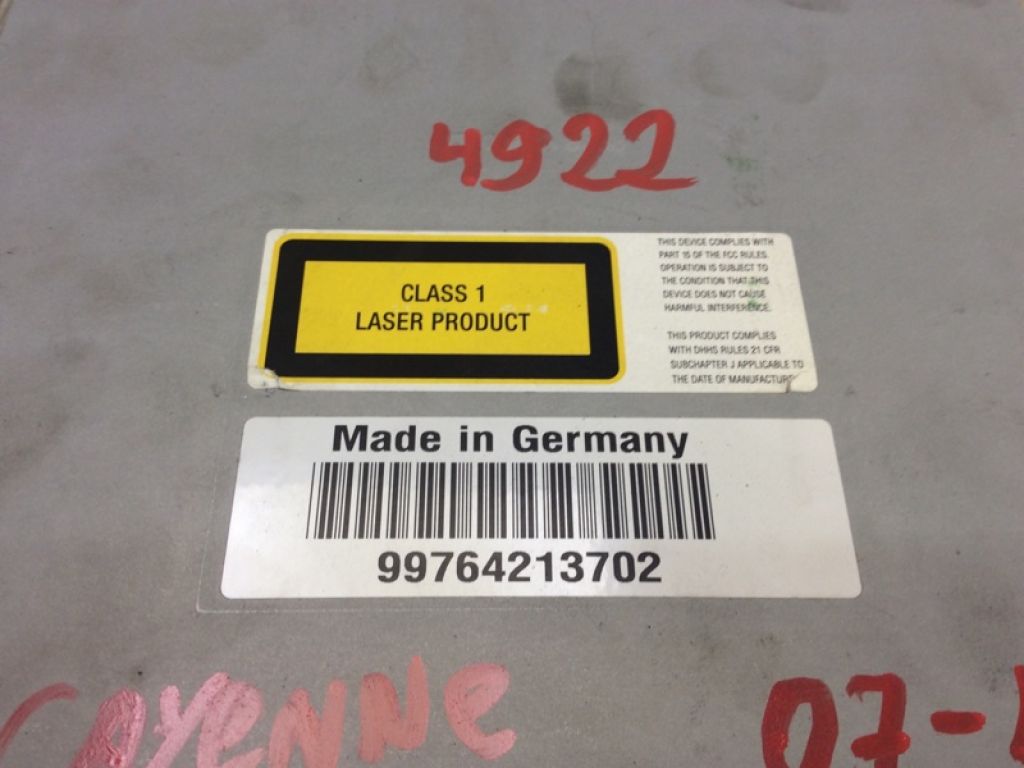 4922
CLASS 1
LASER PRODUCT
THIS DEVICE COMPLIES WITH
PART 15 OF THE FCC RULES.
OPERATION IS SUBJECT TO
THE CONDITION THAT THIS
DEVICE DOES NOT CAUSE
HARMFUL INTERFERENCE.
THIS PRODUCT COMPLIES
WITH DHHS RULES 21 CFR
SUBCHAPTER J APPLICABLE TO
THE DATE OF MANUFACTURE
Made in Germany
99764213702
CAYENNE
07-